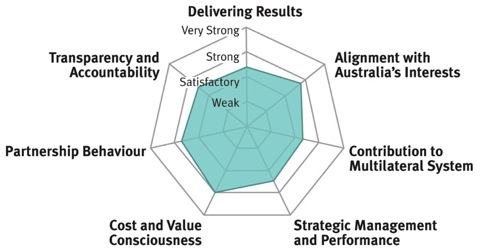 Delivering Results
Very Strong
Strong
Satisfactory
Weak
Transparency and
Accountability
Alignment with
Australia's Interests
Partnership Behaviour
Contribution to
Multilateral System
Cost and Value
Consciousness
Strategic Management
and Performance